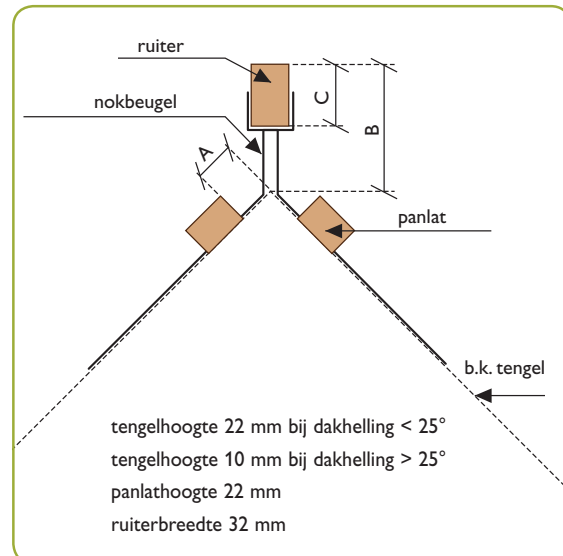 ruiter
nokbeugel
A
C
B
panlat
b.k. tengel
tengelhoogte 22 mm bij dakhelling < 25°
tengelhoogte 10 mm bij dakhelling > 25°
panlathoogte 22 mm
ruiterbreedte 32 mm